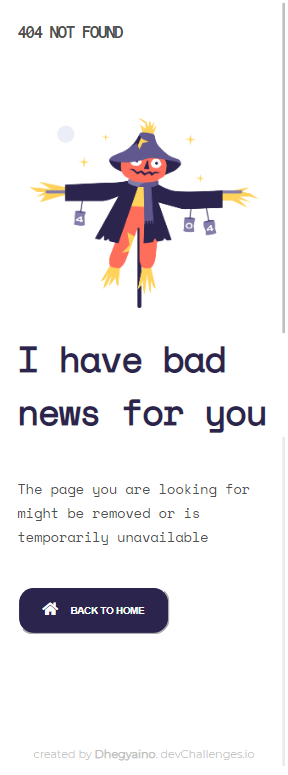 404 NOT FOUND
4
0 4
I have bad
news for you
The page you are looking for
might be removed or is
temporarily unavailable
BACK TO HOME
created by Dhegyaino. devChallenges.io